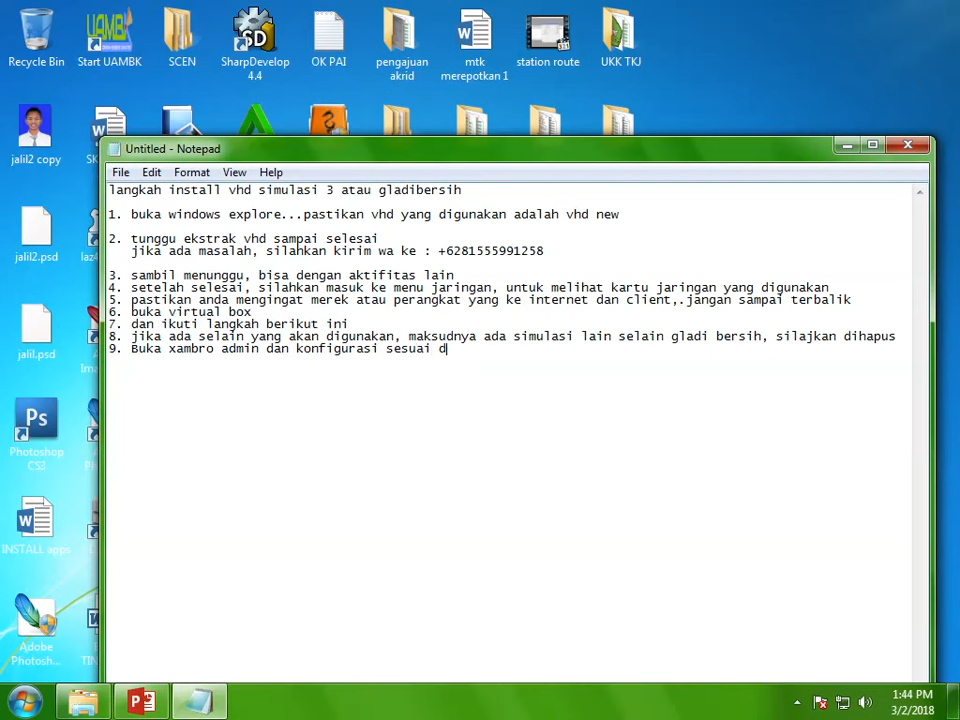 Recycle Bin
Start UAMBK
SCEN
SharpDevelop 4.4
OK PAI
pengajuan akrid
mtk merepotkan 1
station route
UKK TKJ
jalil2 copy
SK
jalil2.psd
laz
jalil.psd
Ima
Photoshop CS3
INSTALL apps
Adobe Photosh...
TIN
Untitled - Notepad
File Edit Format View Help
langkah install vhd simulasi 3 atau gladibersih
1. buka windows explore...pastikan vhd yang digunakan adalah vhd new
2. tunggu ekstrak vhd sampai selesai
jika ada masalah, silahkan kirim wa ke : +6281555991258
3. sambil menunggu, bisa dengan aktifitas lain
4. setelah selesai, silahkan masuk ke menu jaringan, untuk melihat kartu jaringan yang digunakan
5. pastikan anda mengingat merek atau perangkat yang ke internet dan client,.jangan sampai terbalik
6. buka virtual box
7. dan ikuti langkah berikut ini
8. jika ada selain yang akan digunakan, maksudnya ada simulasi lain selain gladi bersih, silajkan dihapus
9. Buka xambro admin dan konfigurasi sesuai d
1:44 PM
3/2/2018